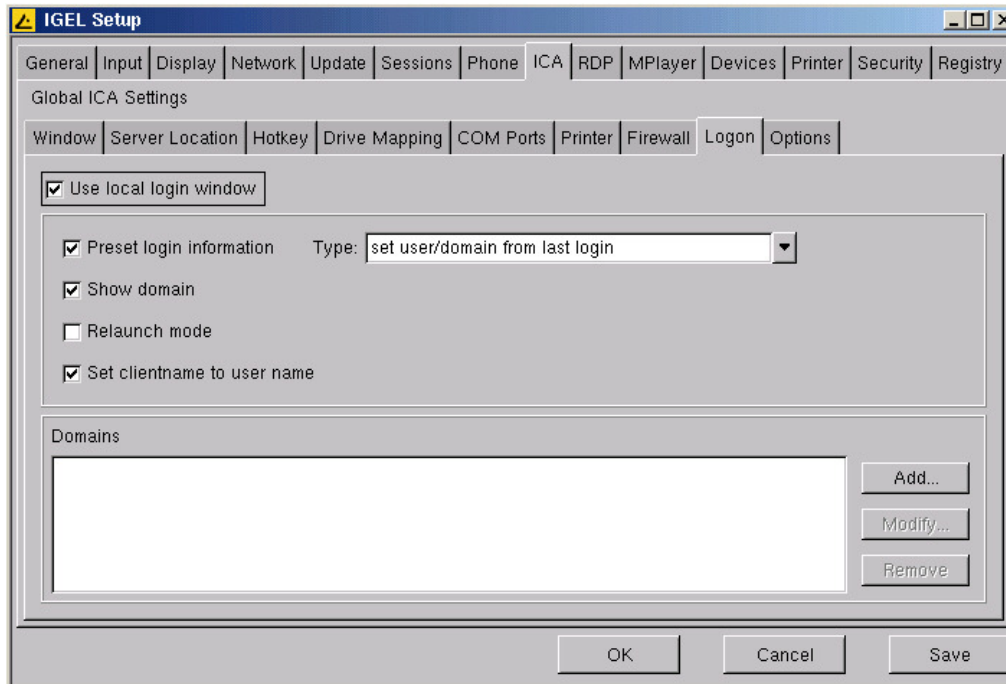 IGEL Setup
General Input Display Network Update Sessions Phone ICA RDP MPlayer Devices Printer Security Registry
Global ICA Settings
Window Server Location Hotkey Drive Mapping COM Ports Printer Firewall Logon Options
Use local login window
Preset login information Type: set user/domain from last login
Show domain
Relaunch mode
Set clientname to user name
Domains
Add...
Modify...
Remove
OK Cancel Save